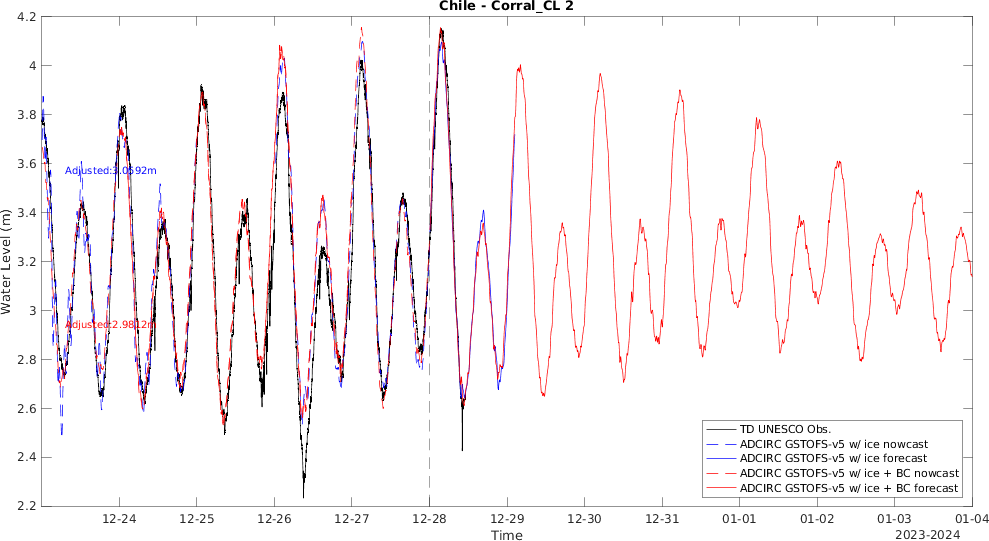 Chile - Corral_CL 2
Water Level (m)
4.2
4
3.8
3.6
3.4
3.2
3
2.8
2.6
2.4
2.2
Adjusted:3.0592m
Adjusted:2.9812m
TD UNESCO Obs.
ADCIRC GSTOFS-v5 w/ ice nowcast
ADCIRC GSTOFS-v5 w/ ice forecast
ADCIRC GSTOFS-v5 w/ ice + BC nowcast
ADCIRC GSTOFS-v5 w/ ice + BC forecast
12-24 12-25 12-26 12-27 12-28 12-29 12-30 12-31 01-01 01-02 01-03 01-04
Time
2023-2024